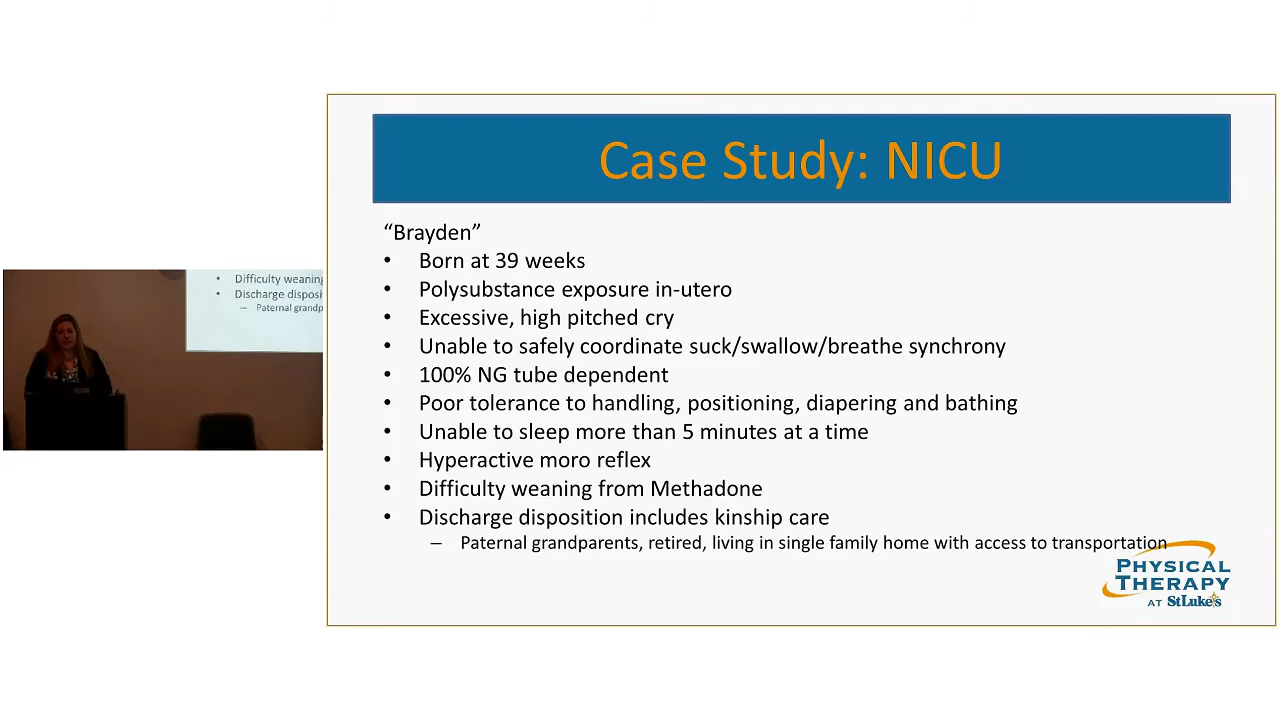 Case Study: NICU
“Brayden”
• Born at 39 weeks
• Polysubstance exposure in-utero
• Excessive, high pitched cry
• Unable to safely coordinate suck/swallow/breathe synchrony
• 100% NG tube dependent
• Poor tolerance to handling, positioning, diapering and bathing
• Unable to sleep more than 5 minutes at a time
• Hyperactive moro reflex
• Difficulty weaning from Methadone
• Discharge disposition includes kinship care
– Paternal grandparents, retired, living in single family home with access to transportation
PHYSICAL
THERAPY
AT StLuke's
• Difficulty weaning
• Discharge disposi
– Paternal grandp